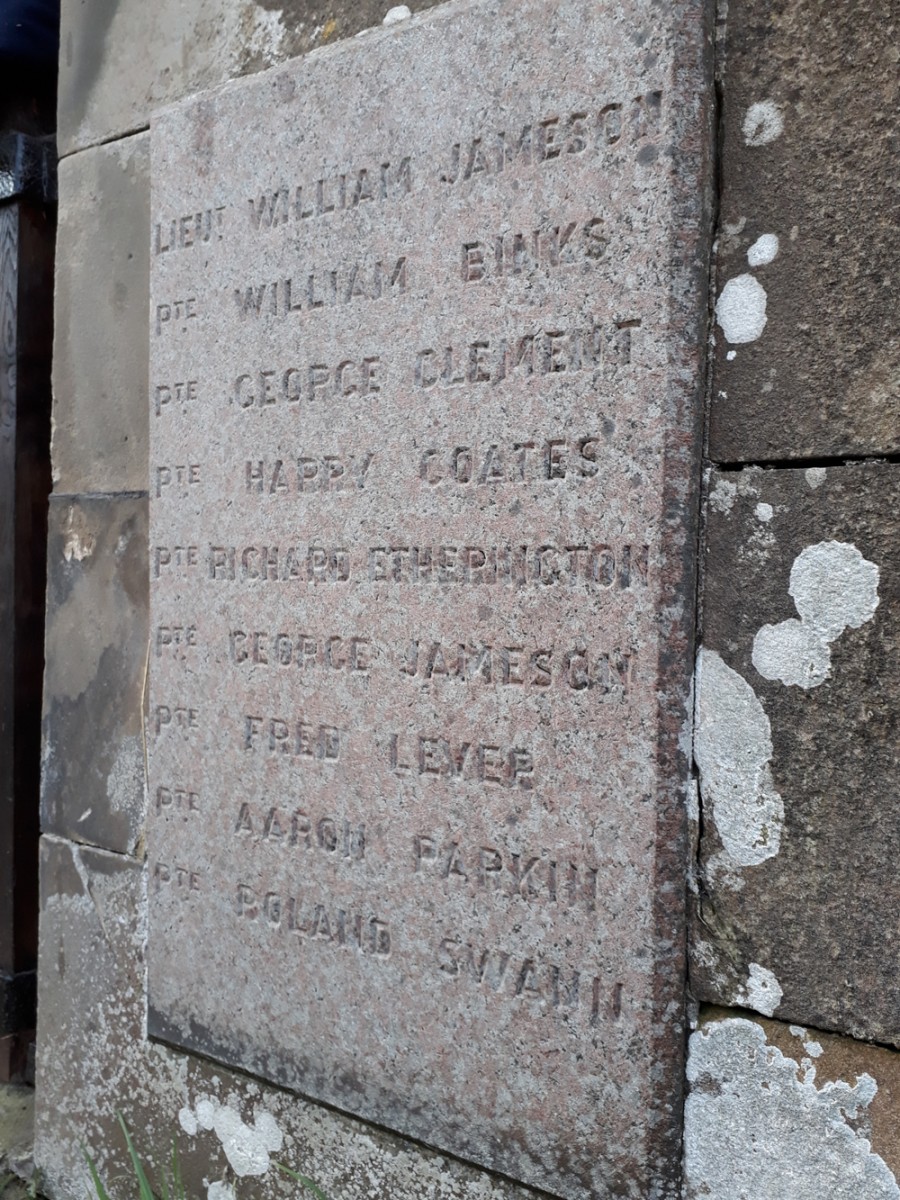 LIEUT WILLIAM JAMESON
PTE WILLIAM BINKS
PTE GEORGE CLEMENT
PTE HARRY COATES
PTE RICHARD ETHERINGTON
PTE GEORGE JAMESON
PTE FRED LEVER
PTE AARON PARKIN
PTE ROLAND SWANN